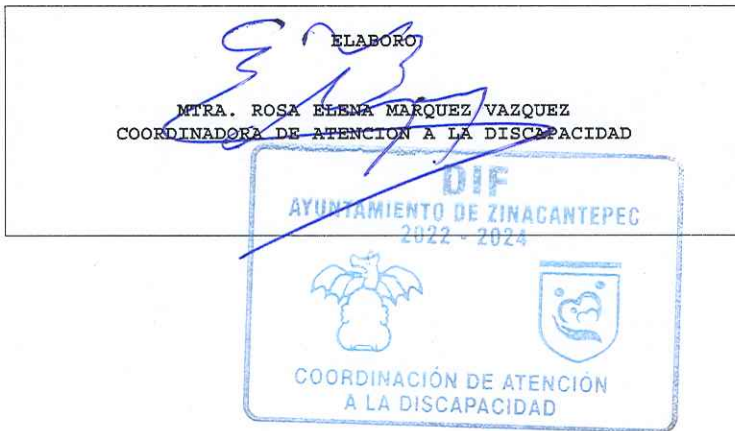 ELABORO
MTRA. ROSA ELENA MARQUEZ VAZQUEZ
COORDINADORA DE ATENCION A LA DISCAPACIDAD
DIF
AYUNTAMIENTO DE ZINACANTEPEC
2022 - 2024
COORDINACIÓN DE ATENCIÓN
A LA DISCAPACIDAD